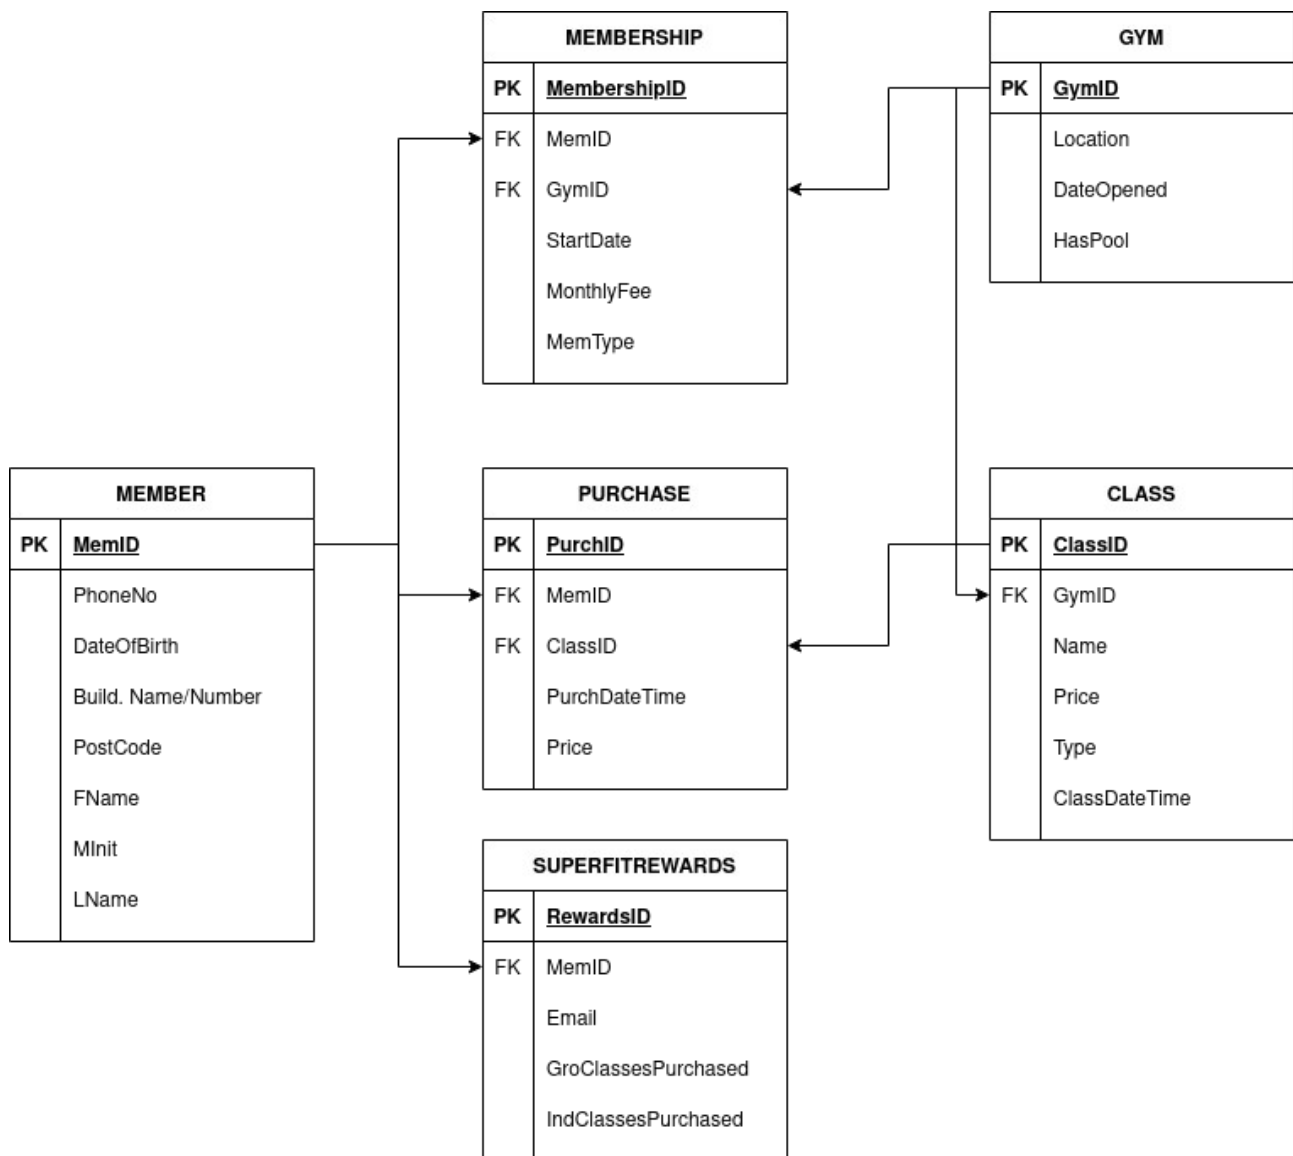 MEMBERSHIP
PK MembershipID
FK MemID
FK GymID
StartDate
MonthlyFee
MemType
GYM
PK GymID
Location
DateOpened
HasPool
MEMBER
PK MemID
PhoneNo
DateOfBirth
Build. Name/Number
PostCode
FName
MInit
LName
PURCHASE
PK PurchID
FK MemID
FK ClassID
PurchDateTime
Price
CLASS
PK ClassID
FK GymID
Name
Price
Type
ClassDateTime
SUPERFITREWARDS
PK RewardsID
FK MemID
Email
GroClassesPurchased
IndClassesPurchased